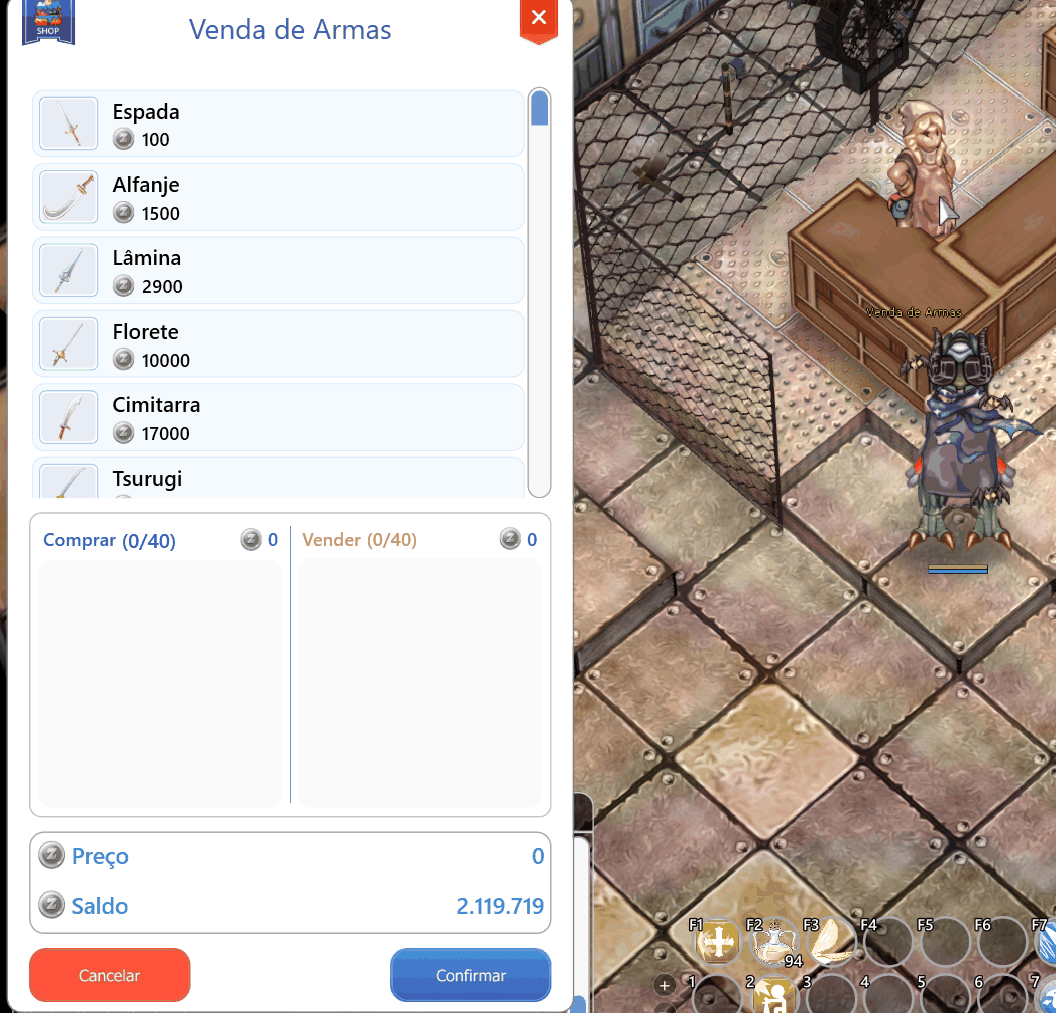 SHOP
Venda de Armas
Espada
100
Alfanje
1500
Lâmina
2900
Florete
10000
Cimitarra
17000
Tsurugi
Comprar (0/40)
0
Vender (0/40)
0
Preço
0
Saldo
2.119.719
Cancelar
Confirmar
Venda de Armas
F1
F2
F3
F4
F5
F6
F7
94
1
2
3
4
5
6
7